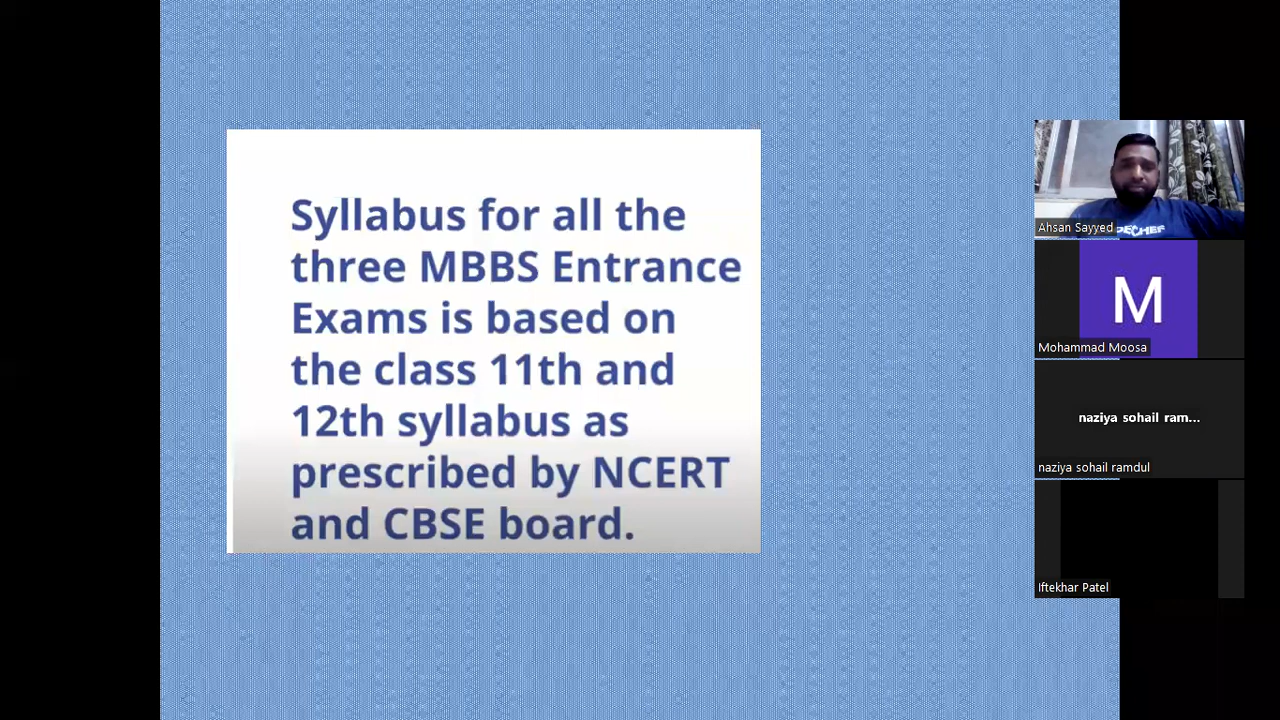 Syllabus for all the
three MBBS Entrance
Exams is based on
the class 11th and
12th syllabus as
prescribed by NCERT
and CBSE board.
Ahsan Sayyed
M
Mohammad Moosa
naziya sohail ram...
naziya sohail ramdul
Iftekhar Patel